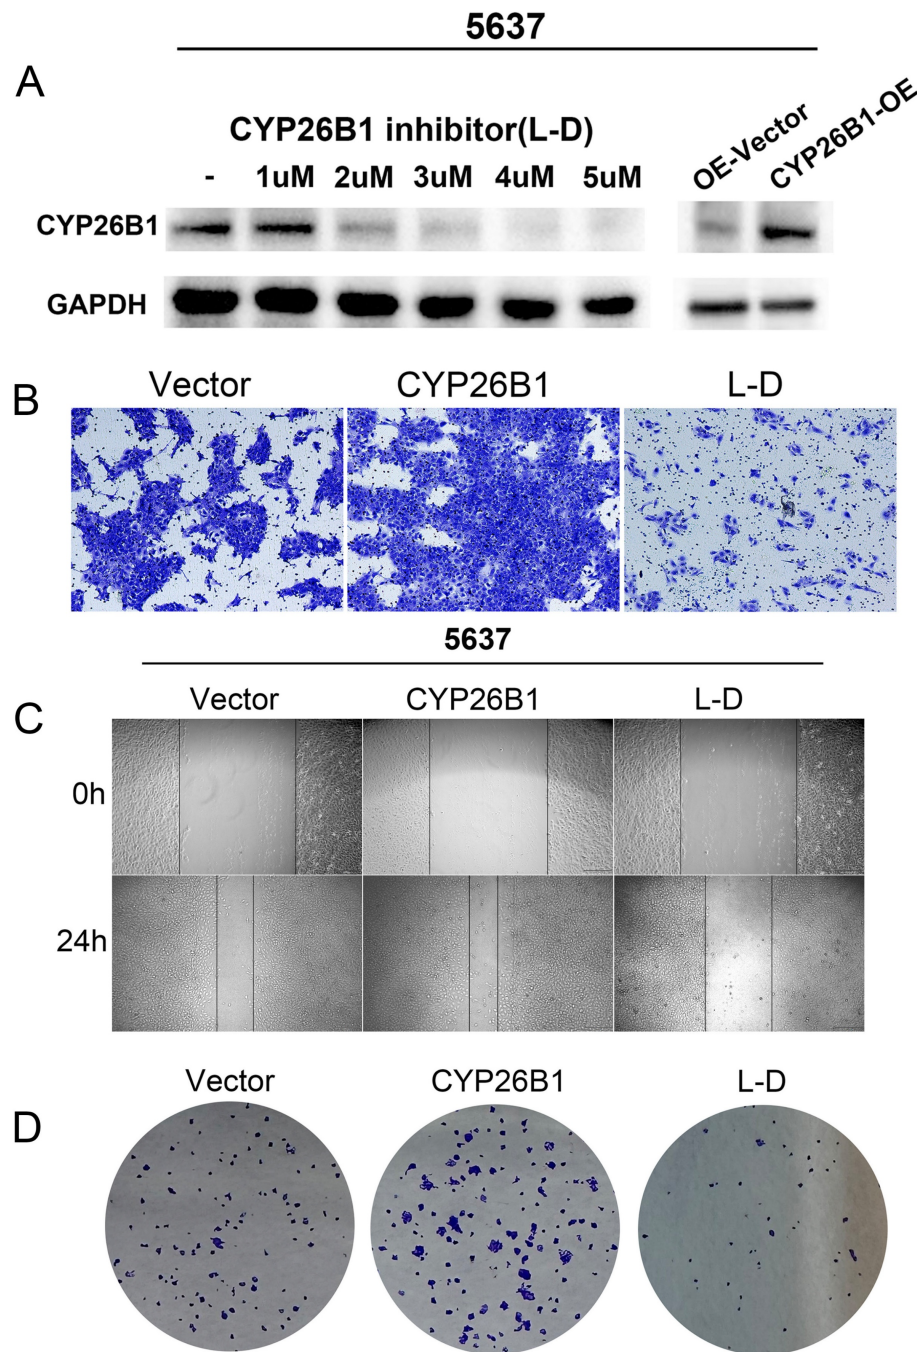 5637
A
CYP26B1 inhibitor(L-D)
- 1uM 2uM 3uM 4uM 5uM
OE-Vector
CYP26B1-OE
CYP26B1
GAPDH
B
Vector CYP26B1 L-D
5637
C
Vector CYP26B1 L-D
0h
24h
D
Vector CYP26B1 L-D